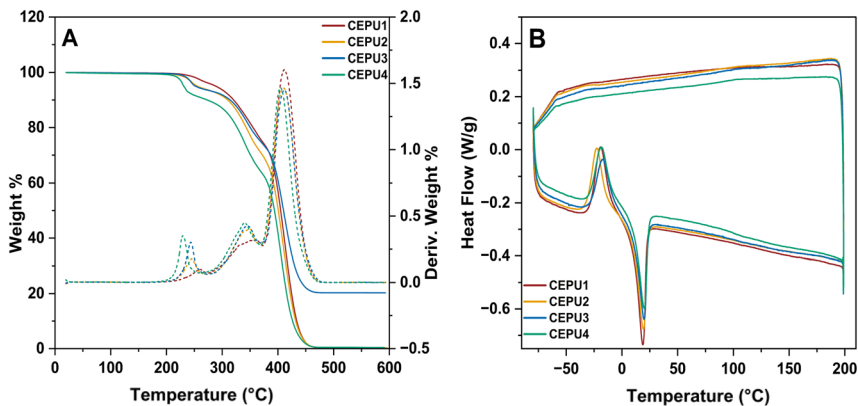 A
CEPU1
CEPU2
CEPU3
CEPU4
Weight %
120
100
80
60
40
20
0
Deriv. Weight %
2.0
1.5
1.0
0.5
0.0
−0.5
0 100 200 300 400 500 600
Temperature (°C)
B
Heat Flow (W/g)
0.4
0.2
0.0
−0.2
−0.4
−0.6
CEPU1
CEPU2
CEPU3
CEPU4
−50 0 50 100 150 200
Temperature (°C)